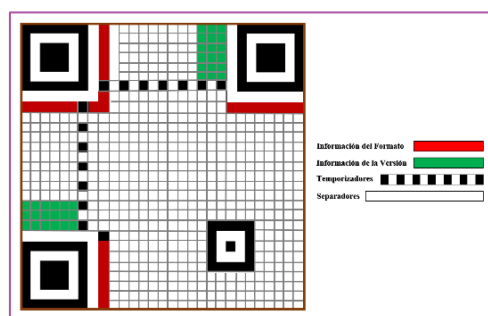 Información del Formato
Información de la Versión
Temporizadores
Separadores